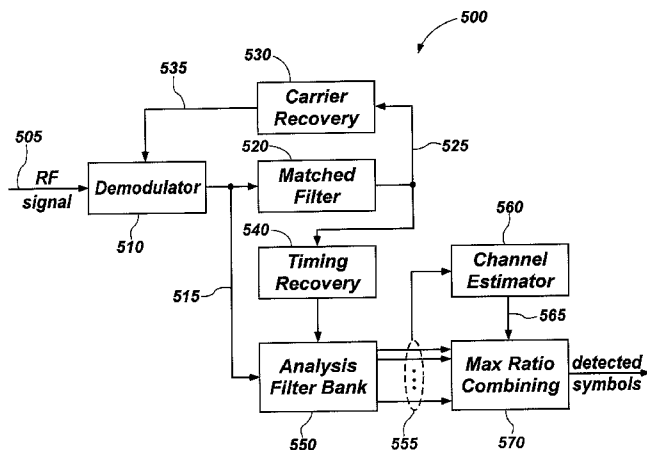 500
530
535
Carrier
Recovery
520
525
505
RF
signal
Demodulator
510
Matched
Filter
540
560
Timing
Recovery
Channel
Estimator
515
565
Analysis
Filter Bank
Max Ratio
Combining
detected
symbols
550
555
570